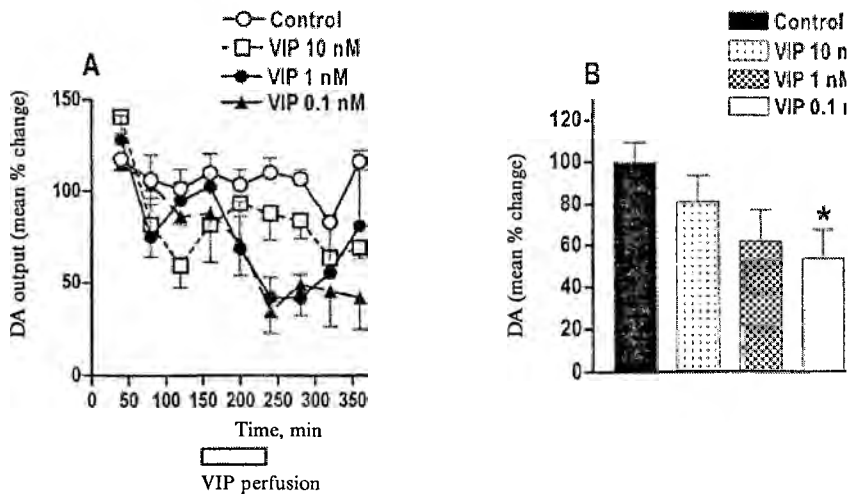 A
Control
VIP 10 nM
VIP 1 nM
VIP 0.1 nM
DA output (mean % change)
150
100
50
0
0 50 100 150 200 250 300 350
Time, min
VIP perfusion
B
Control
VIP 10 n
VIP 1 nM
VIP 0.1 n
DA (mean % change)
120
100
80
60
40
20
0
*